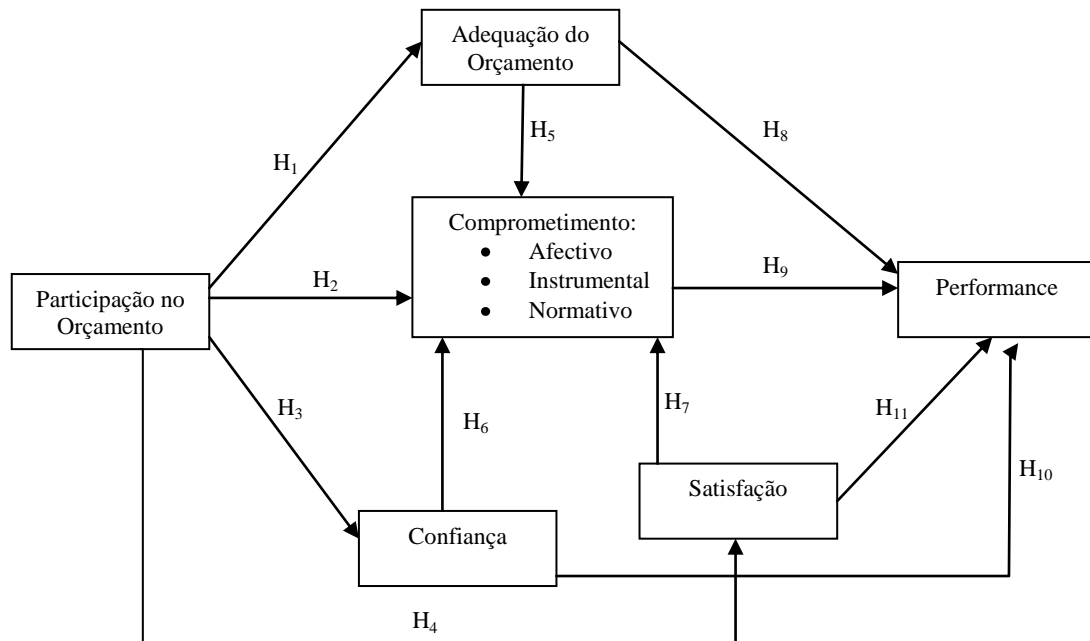 Adequação do
Orçamento
H₁
H₅
H₈
Comprometimento:
• Afectivo
• Instrumental
• Normativo
H₂
H₉
Participação no
Orçamento
Performance
H₃
H₆
H₇
H₁₁
H₁₀
Satisfação
Confiança
H₄